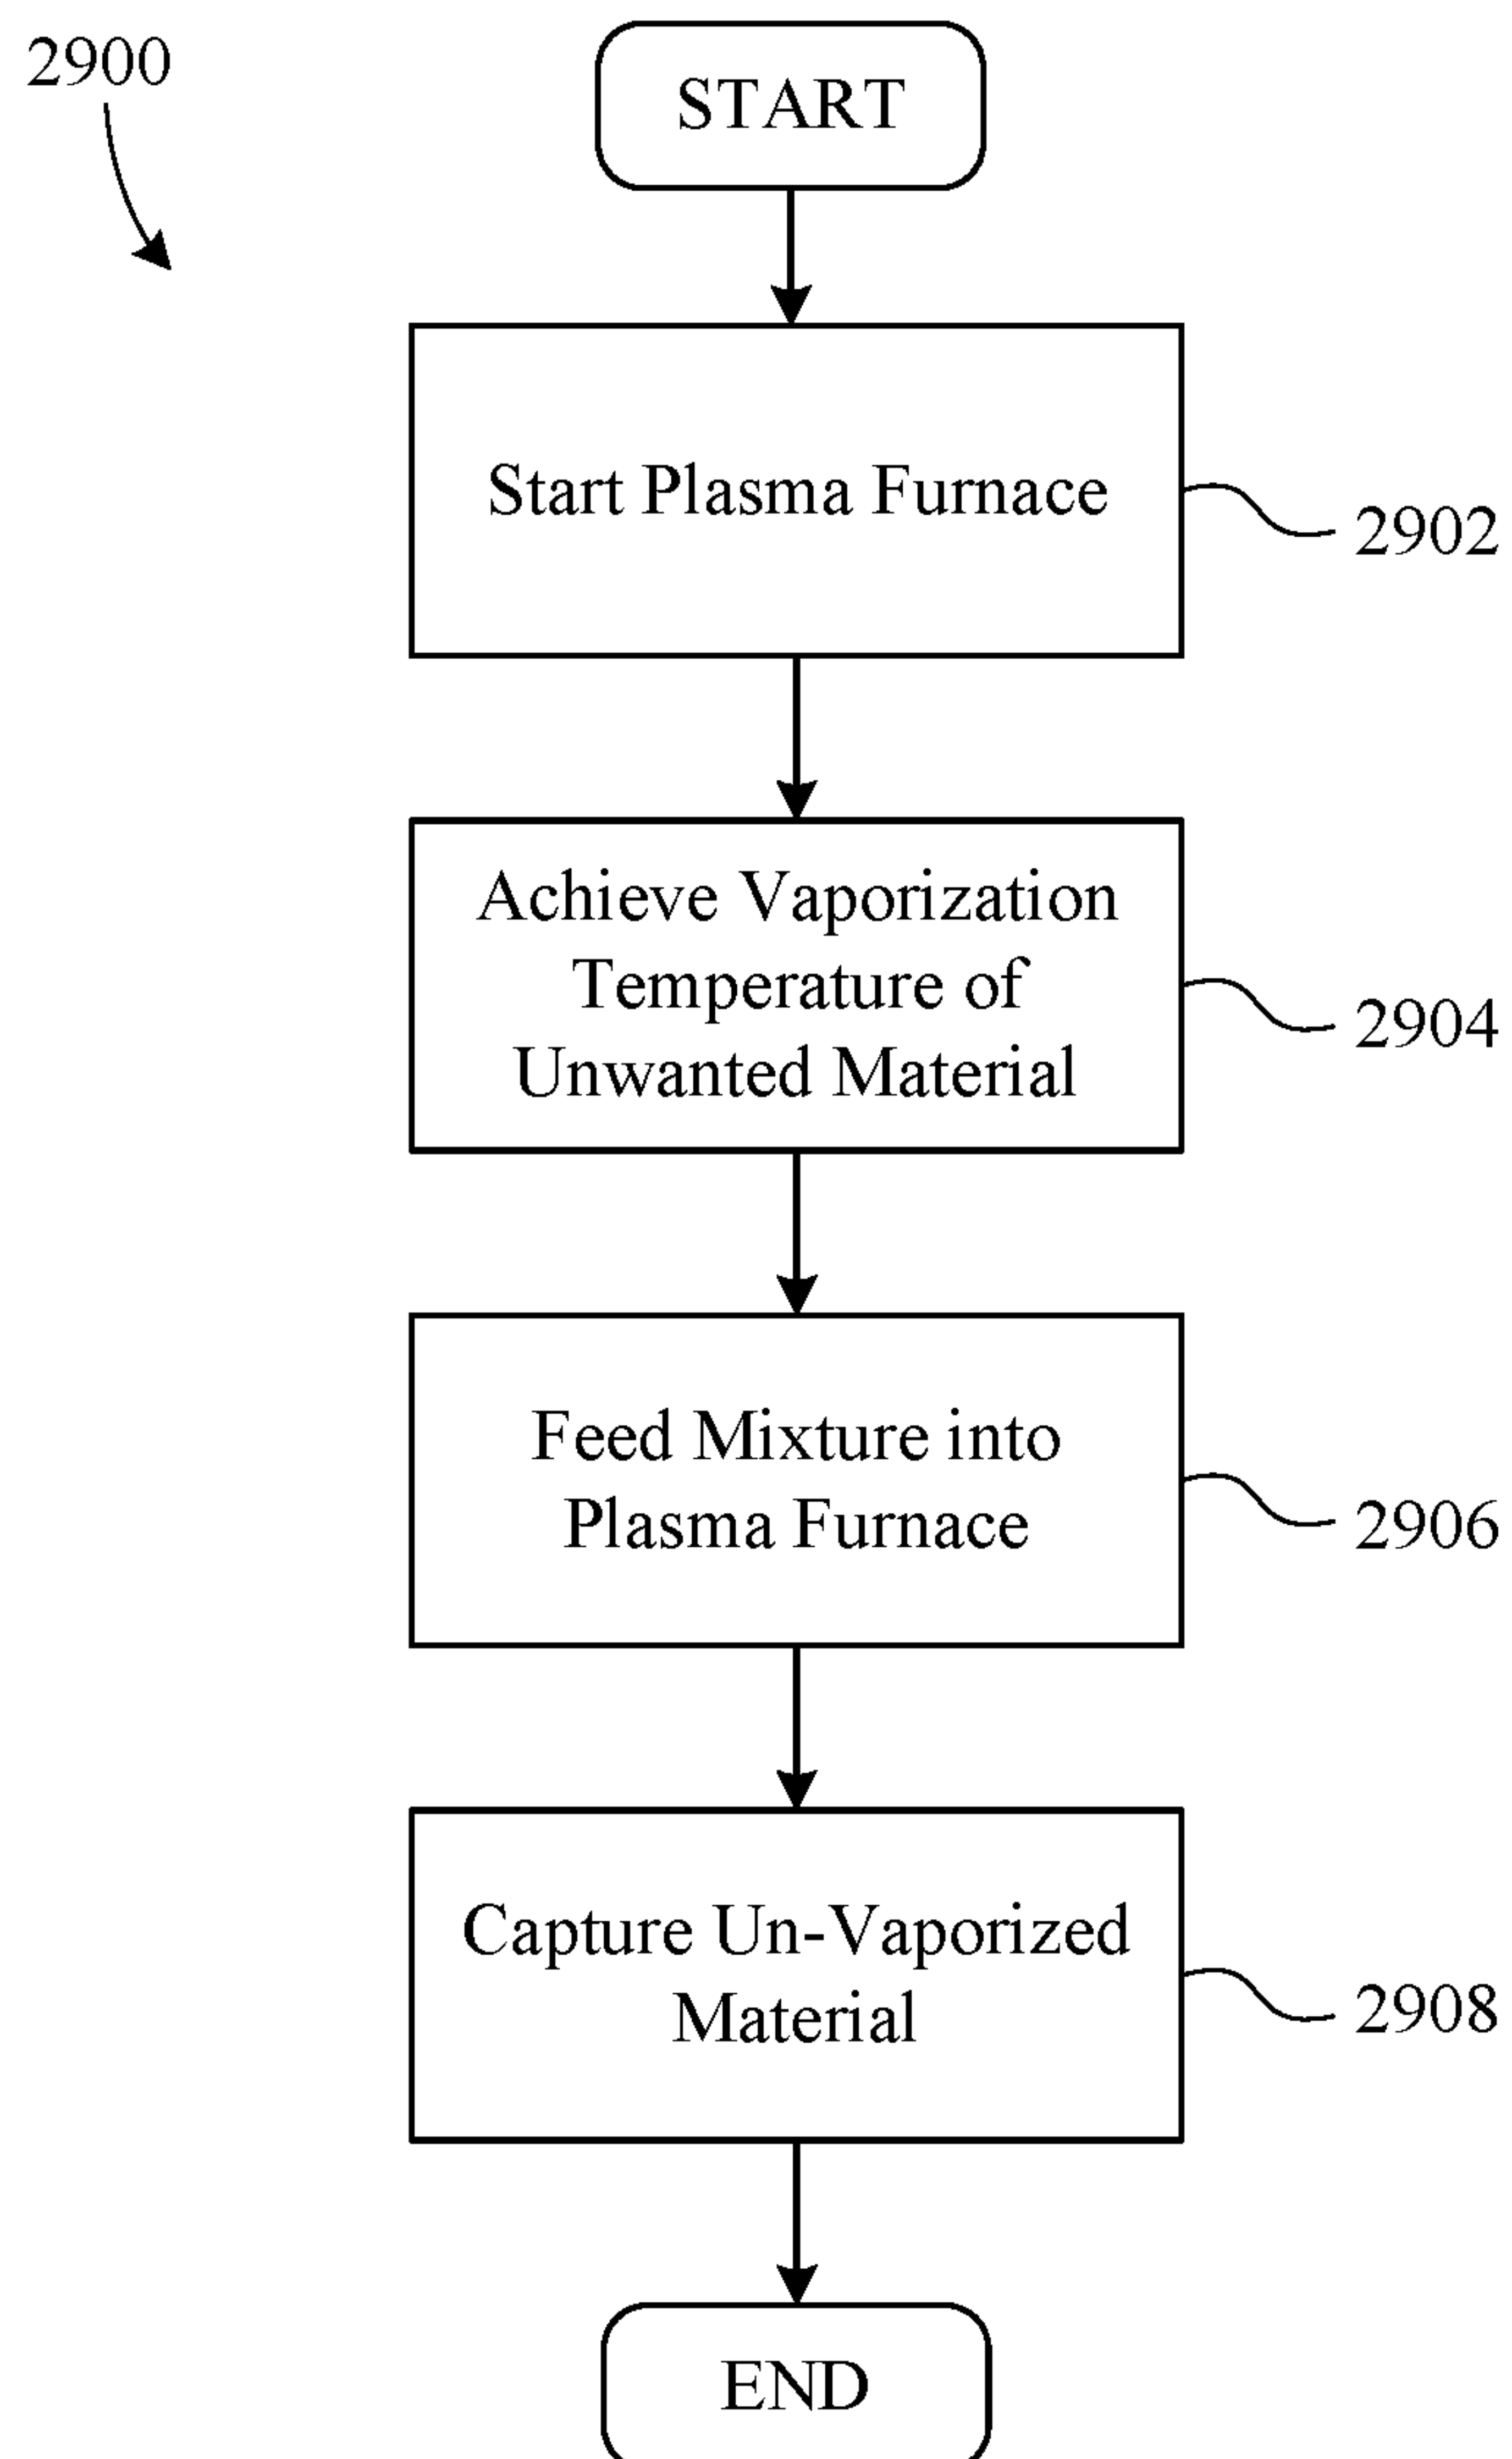 2900
START
Start Plasma Furnace
2902
Achieve Vaporization
Temperature of
Unwanted Material
2904
Feed Mixture into
Plasma Furnace
2906
Capture Un-Vaporized
Material
2908
END